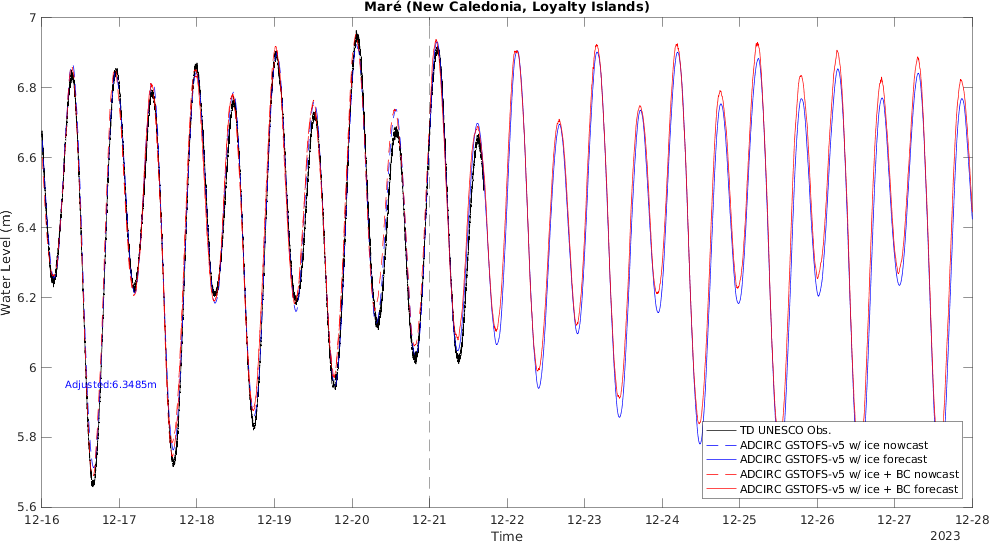 Maré (New Caledonia, Loyalty Islands)
7
6.8
6.6
6.4
6.2
6
5.8
5.6
Water Level (m)
Adjusted:6.3485m
TD UNESCO Obs.
ADCIRC GSTOFS-v5 w/ ice nowcast
ADCIRC GSTOFS-v5 w/ ice forecast
ADCIRC GSTOFS-v5 w/ ice + BC nowcast
ADCIRC GSTOFS-v5 w/ ice + BC forecast
12-16 12-17 12-18 12-19 12-20 12-21 12-22 12-23 12-24 12-25 12-26 12-27 12-28
Time
2023